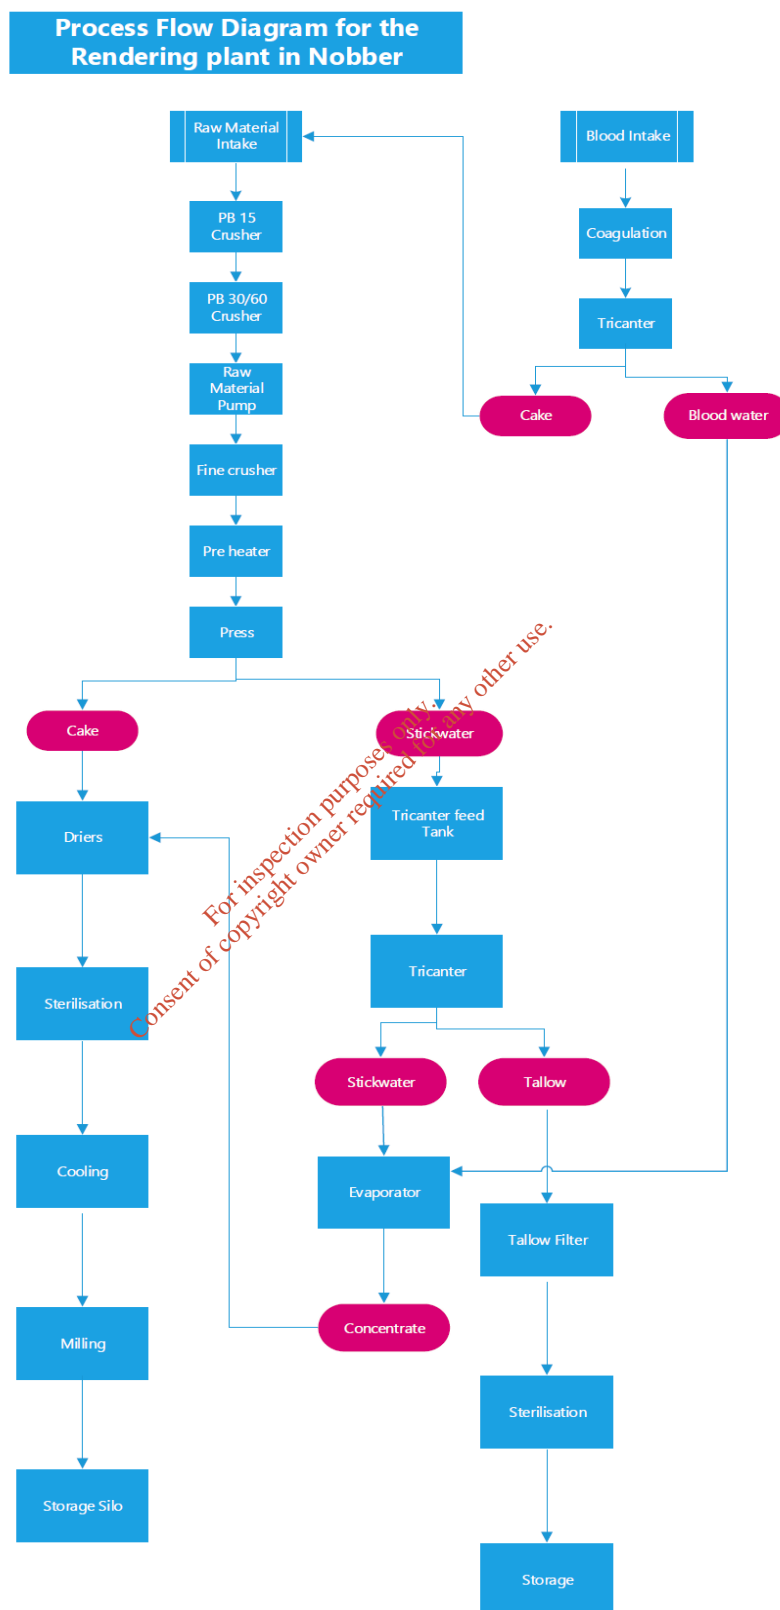 Process Flow Diagram for the
Rendering plant in Nobber
Raw Material
Intake
Blood Intake
PB 15
Crusher
Coagulation
PB 30/60
Crusher
Tricanter
Raw
Material
Pump
Cake
Blood water
Fine crusher
Pre heater
Press
Cake
Stickwater
Driers
Tricanter feed
Tank
For inspection purposes only.
Consent of copyright owner required for any other use.
Sterilisation
Tricanter
Stickwater
Tallow
Cooling
Evaporator
Tallow Filter
Milling
Concentrate
Sterilisation
Storage Silo
Storage